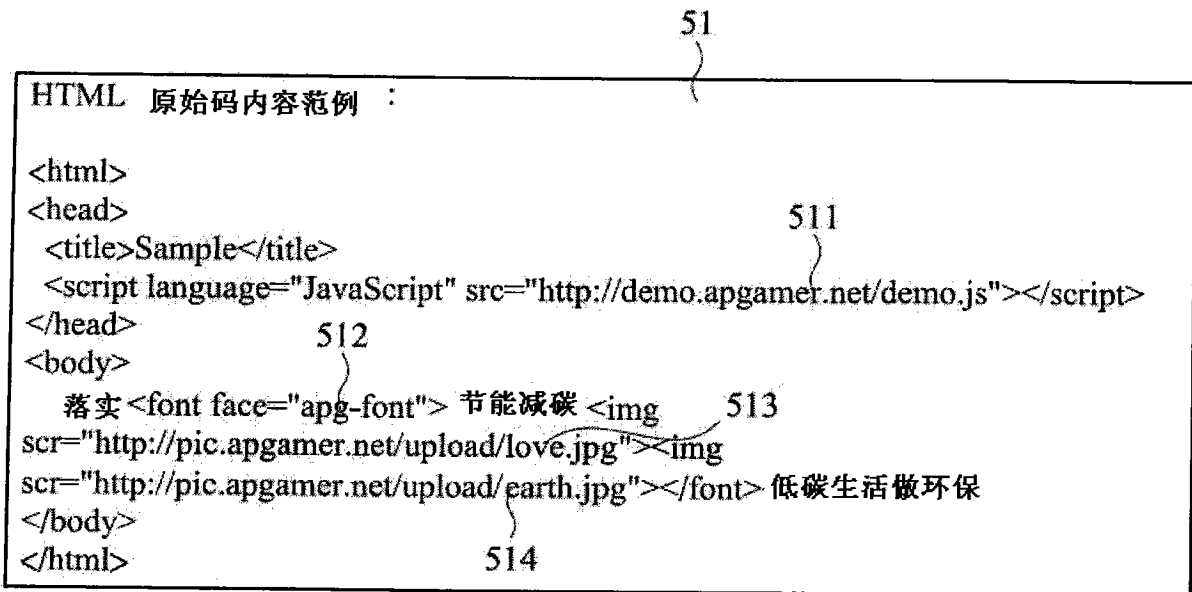 51
HTML 原始码内容范例 :
<html>
<head>
511
<title>Sample</title>
<script language="JavaScript" src="http://demo.apgamer.net/demo.js"></script>
</head>
512
<body>
落实<font face="apg-font"> 节能减碳 <img 513
scr="http://pic.apgamer.net/upload/love.jpg"><img
scr="http://pic.apgamer.net/upload/earth.jpg"></font> 低碳生活做环保
</body>
</html>
514